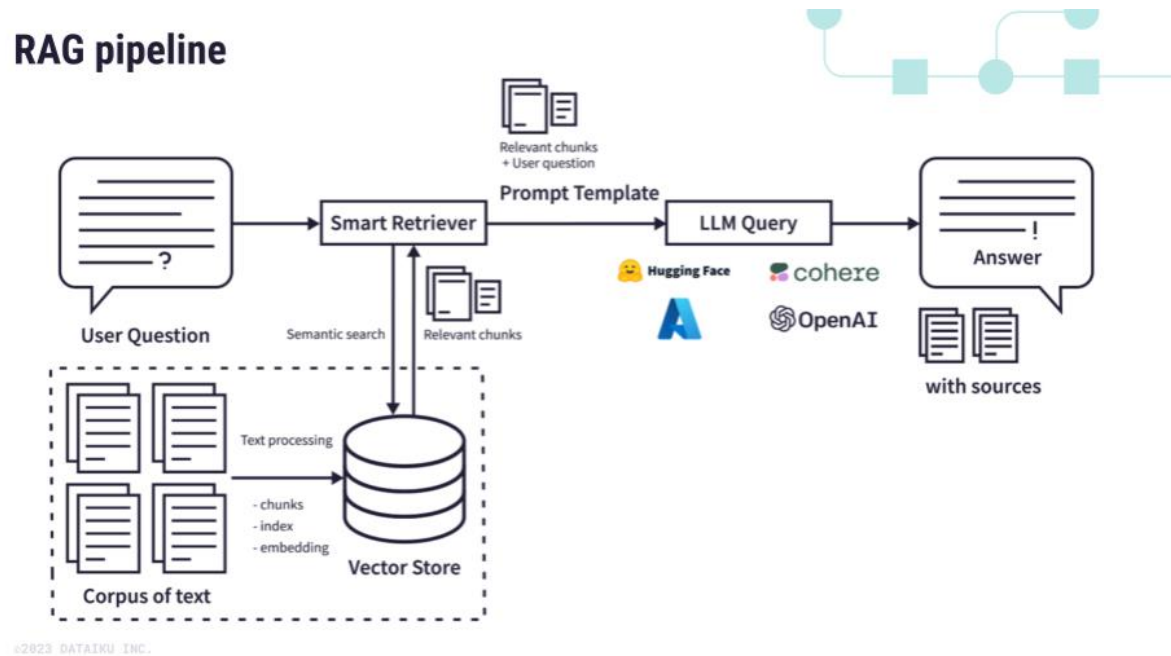 RAG pipeline
Relevant chunks
+ User question
Prompt Template
?
User Question
Smart Retriever
LLM Query
!
Answer
Hugging Face
cohere
OpenAI
with sources
Semantic search
Relevant chunks
Text processing
- chunks
- index
- embedding
Corpus of text
Vector Store
©2023 DATAIKU INC.